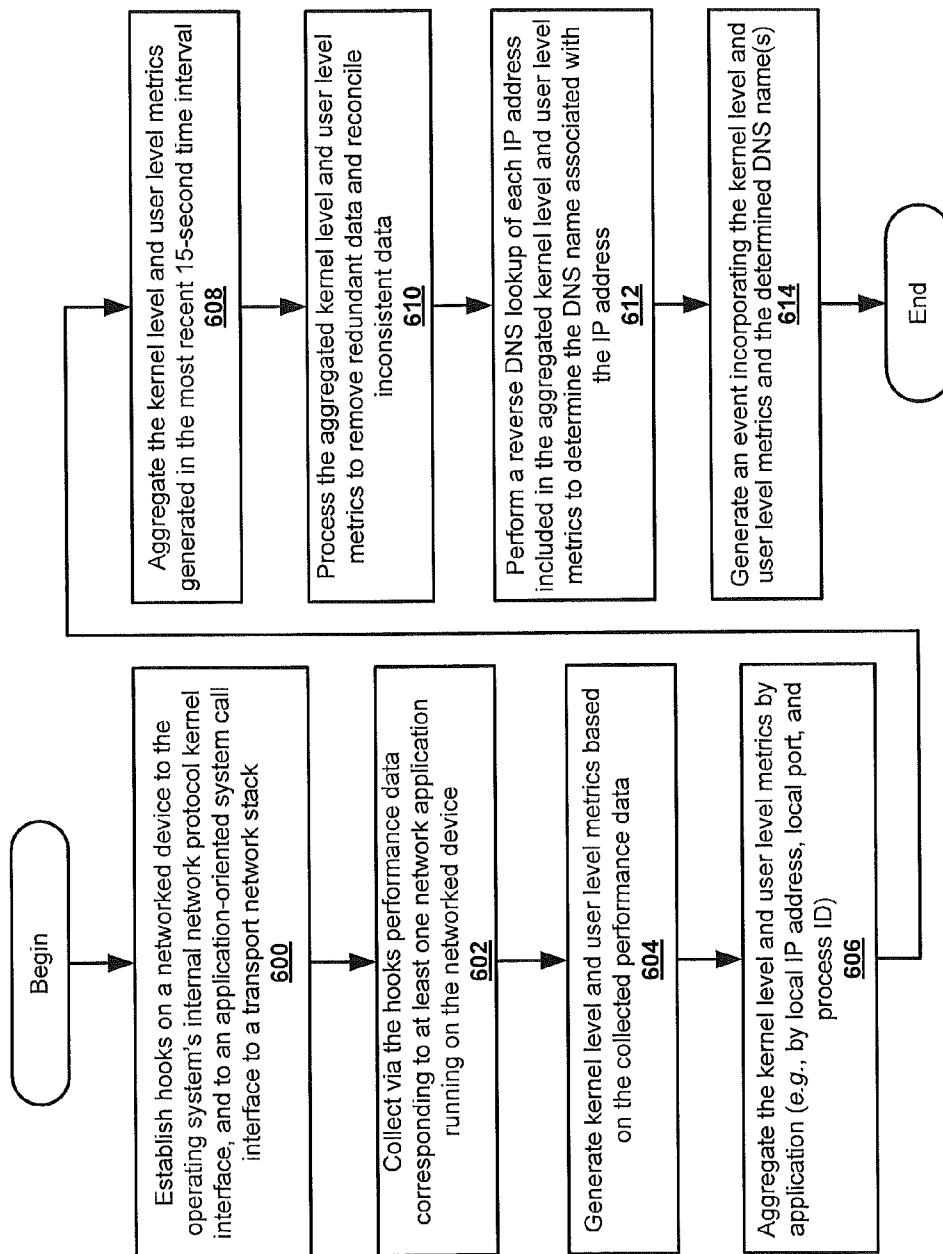 Begin
Establish hooks on a networked device to the
operating system's internal network protocol kernel
interface, and to an application-oriented system call
interface to a transport network stack
600
Collect via the hooks performance data
corresponding to at least one network application
running on the networked device
602
Generate kernel level and user level metrics based
on the collected performance data
604
Aggregate the kernel level and user level metrics by
application (e.g., by local IP address, local port, and
process ID)
606
Aggregate the kernel level and user level metrics
generated in the most recent 15-second time interval
608
Process the aggregated kernel level and user level
metrics to remove redundant data and reconcile
inconsistent data
610
Perform a reverse DNS lookup of each IP address
included in the aggregated kernel level and user level
metrics to determine the DNS name associated with
the IP address
612
Generate an event incorporating the kernel level and
user level metrics and the determined DNS name(s)
614
End